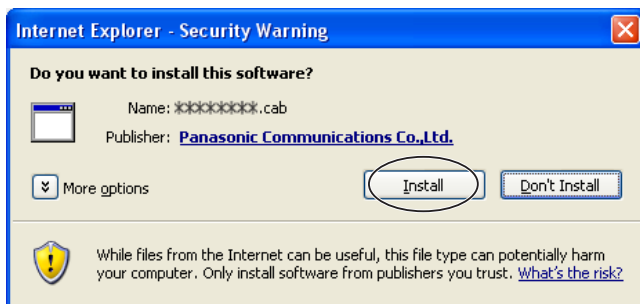 Internet Explorer - Security Warning
Do you want to install this software?
Name: ********.cab
Publisher: Panasonic Communications Co.,Ltd.
More options
Install
Don't Install
While files from the Internet can be useful, this file type can potentially harm
your computer. Only install software from publishers you trust. What's the risk?